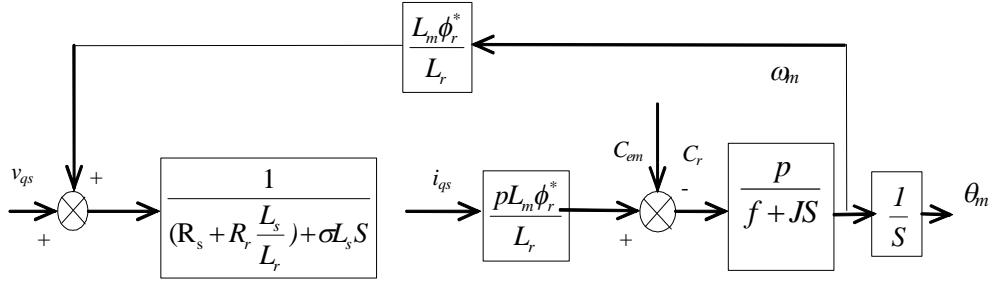 L_m ϕ_r^*
L_r
ω_m
v_qs
+
+
1
(R_s + R_r L_s/L_r) + σL_s S
i_qs
pL_m ϕ_r^*
L_r
C_em
C_r
-
+
p
f + JS
1
S
θ_m